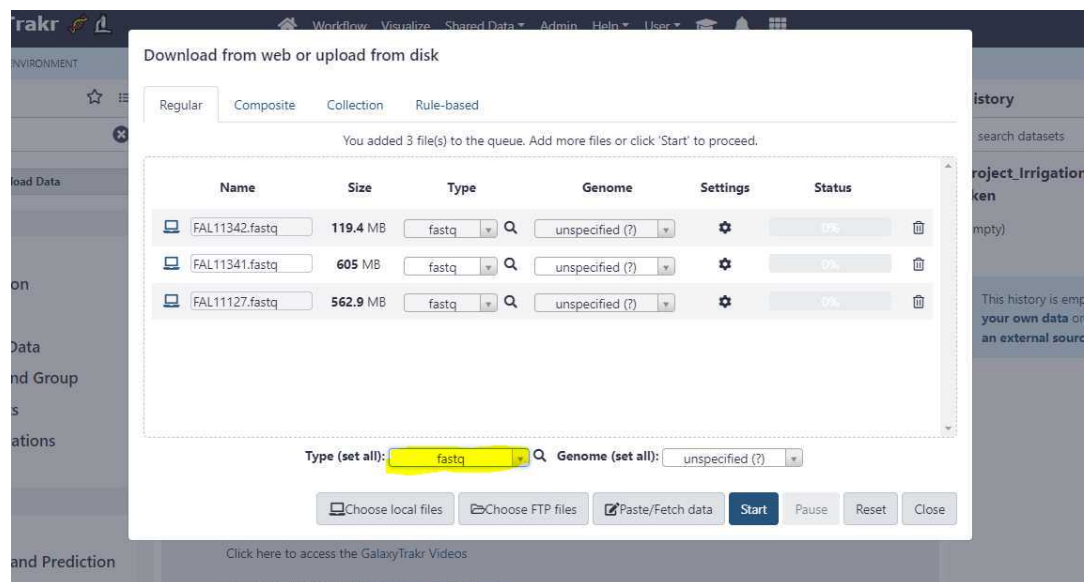 Trakr
Workflow Visualize Shared Data Admin Help User
Download from web or upload from disk
NVIRONMENT
Regular Composite Collection Rule-based
istory
You added 3 file(s) to the queue. Add more files or click 'Start' to proceed.
search datasets
load Data
Name Size Type Genome Settings Status
roject_Irrigation
ken
FAL11342.fastq 119.4 MB fastq unspecified (?) 0%
mpty)
FAL11341.fastq 605 MB fastq unspecified (?) 0%
on
FAL11127.fastq 562.9 MB fastq unspecified (?) 0%
This history is emp
your own data or
an external sourc
Data
nd Group
s
ations
Type (set all): fastq Genome (set all): unspecified (?)
Choose local files Choose FTP files Paste/Fetch data Start Pause Reset Close
Click here to access the GalaxyTrakr Videos
and Prediction